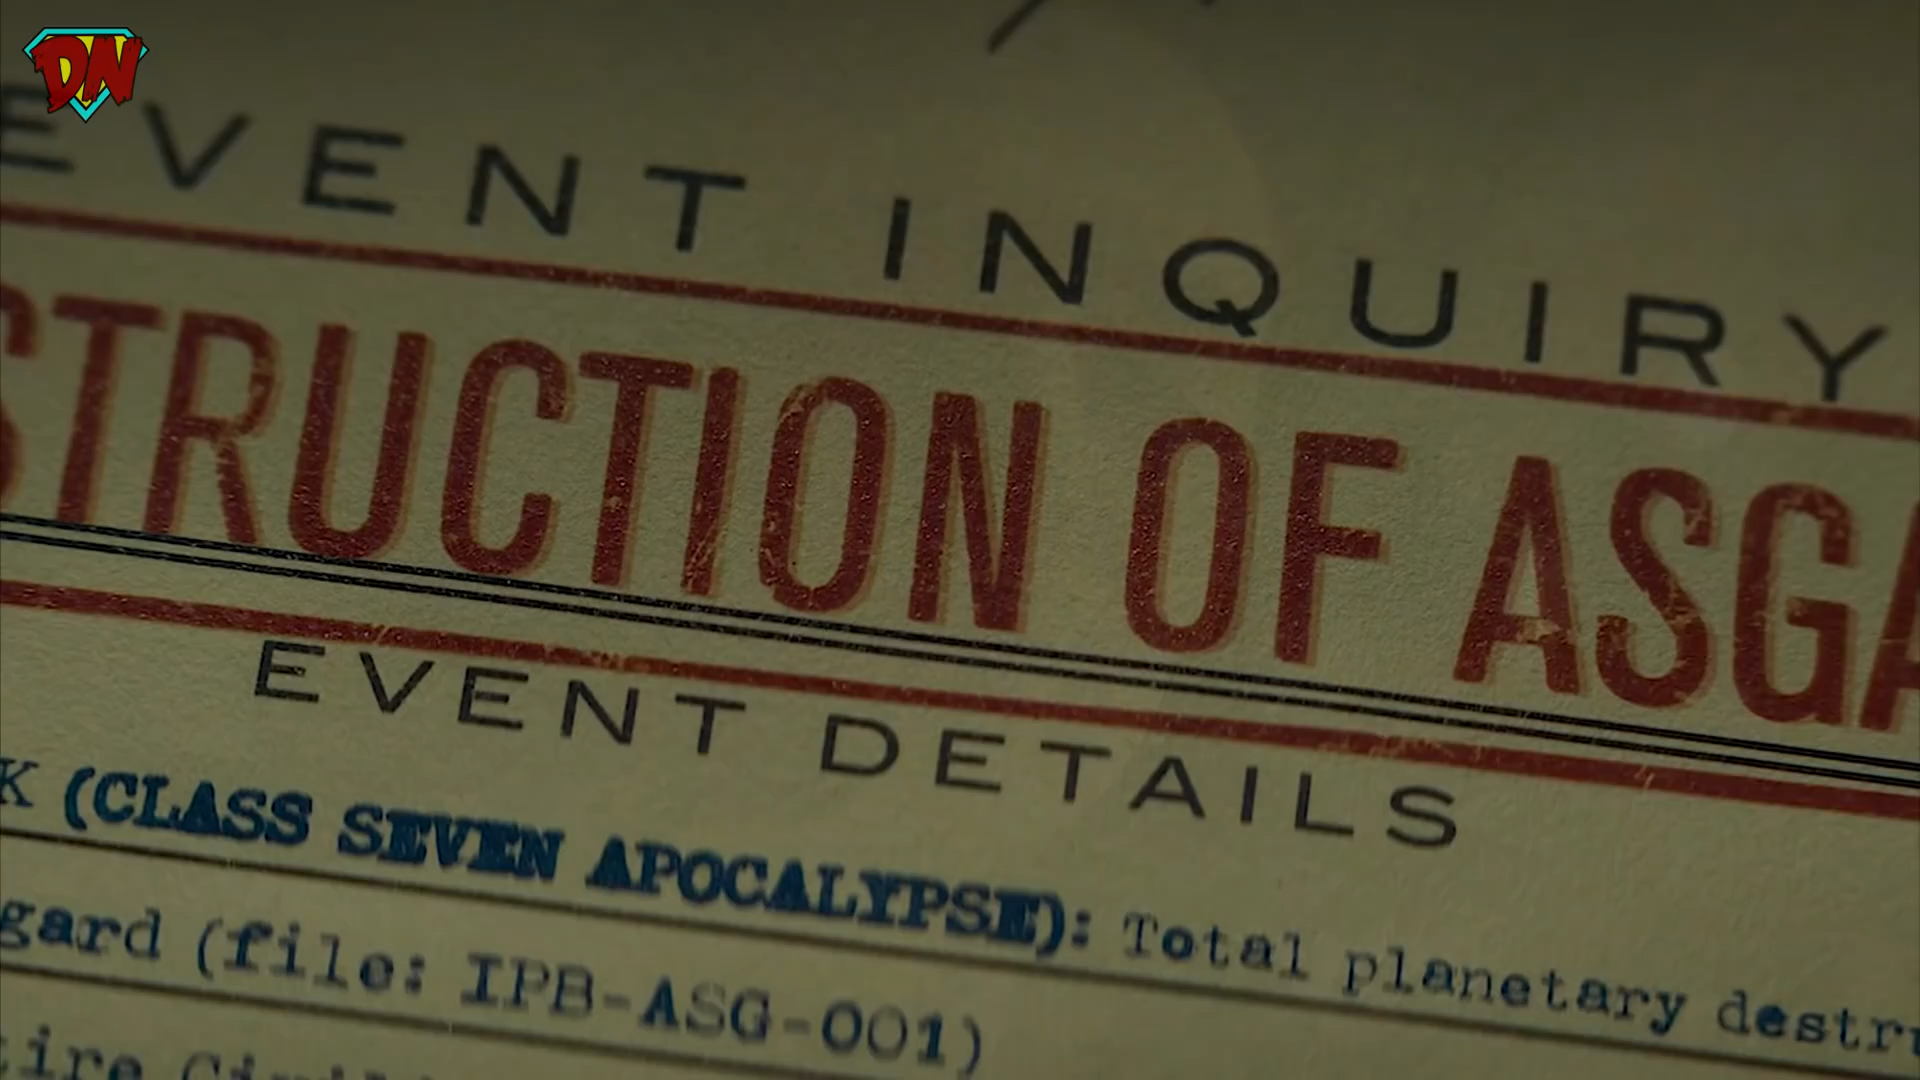 DN
EVENT INQUIRY
STRUCTION OF ASGA
EVENT DETAILS
K (CLASS SEVEN APOCALYPSE): Total planetary destru
gard (file: IPB-ASG-001)
tire